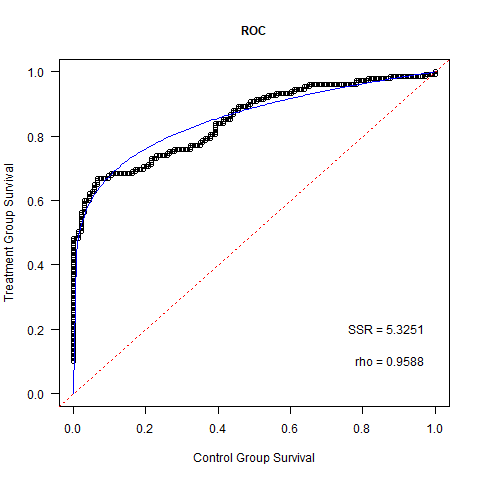 ROC
Treatment Group Survival
1.0
0.8
0.6
0.4
0.2
0.0
SSR = 5.3251
rho = 0.9588
0.0 0.2 0.4 0.6 0.8 1.0
Control Group Survival